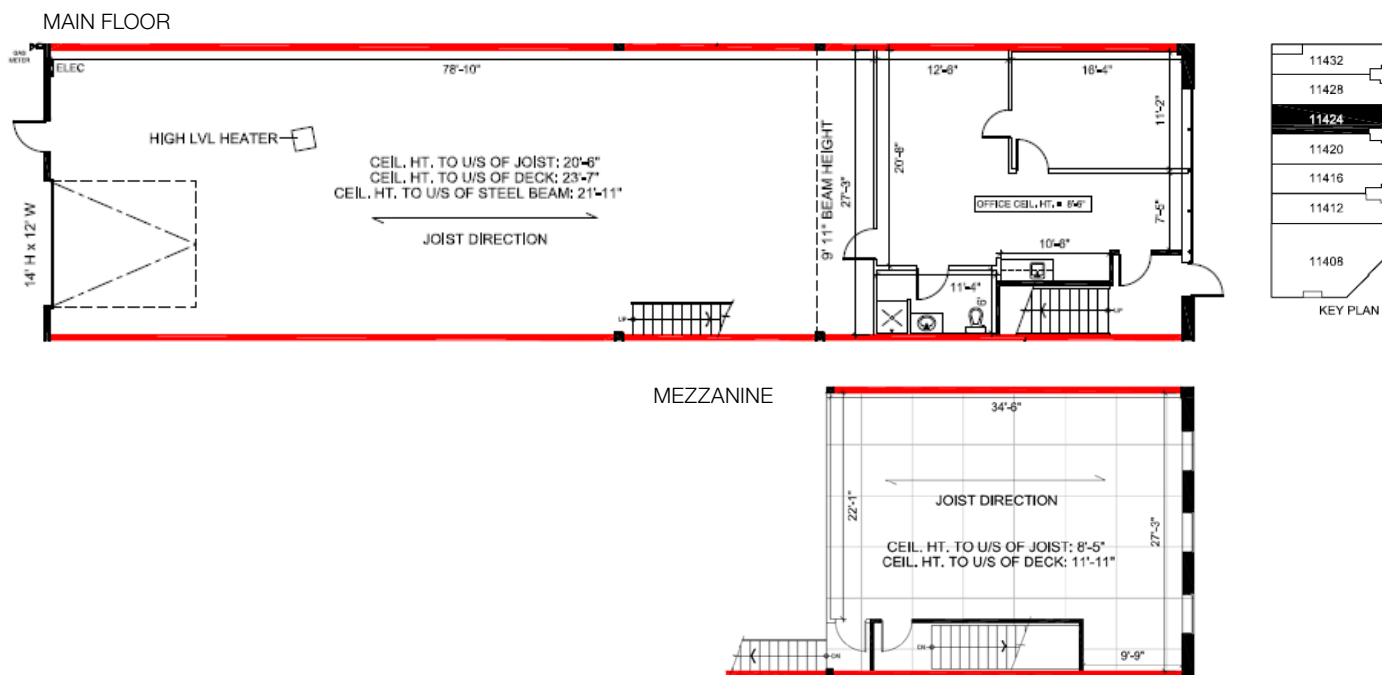 MAIN FLOOR
GAS
METER
ELEC
78'-10"
12'-6"
16'-4"
HIGH LVL HEATER
CEIL. HT. TO U/S OF JOIST: 20'-6"
CEIL. HT. TO U/S OF DECK: 23'-7"
CEIL. HT. TO U/S OF STEEL BEAM: 21'-11"
JOIST DIRECTION
14' H x 12' W
9' 11" BEAM HEIGHT
27'-3"
20'-8"
11'-2"
OFFICE CEIL. HT. = 8'-6"
7'-5"
10'-6"
11'-4"
6'
UP
UP
11432
11428
11424
11420
11416
11412
11408
KEY PLAN
MEZZANINE
34'-6"
JOIST DIRECTION
22'-1"
27'-3"
CEIL. HT. TO U/S OF JOIST: 8'-5"
CEIL. HT. TO U/S OF DECK: 11'-11"
DN
DN
9'-9"